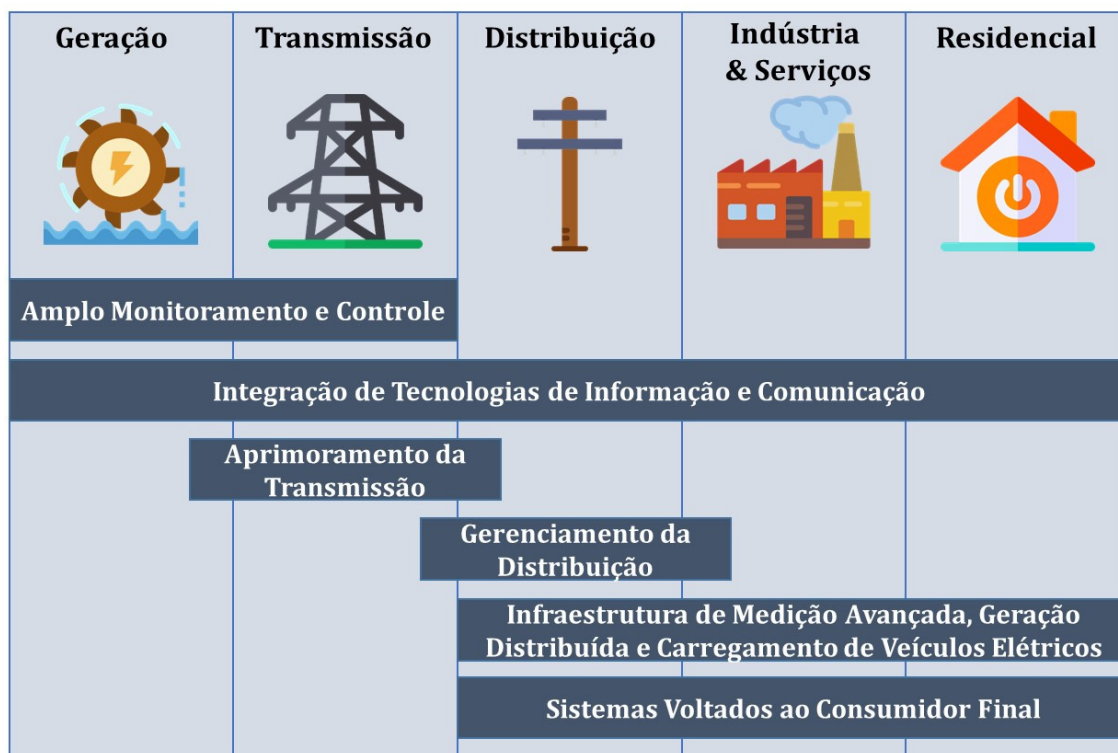 Geração
Transmissão
Distribuição
Indústria
& Serviços
Residencial
Amplo Monitoramento e Controle
Integração de Tecnologias de Informação e Comunicação
Aprimoramento da
Transmissão
Gerenciamento da
Distribuição
Infraestrutura de Medição Avançada, Geração
Distribuída e Carregamento de Veículos Elétricos
Sistemas Voltados ao Consumidor Final